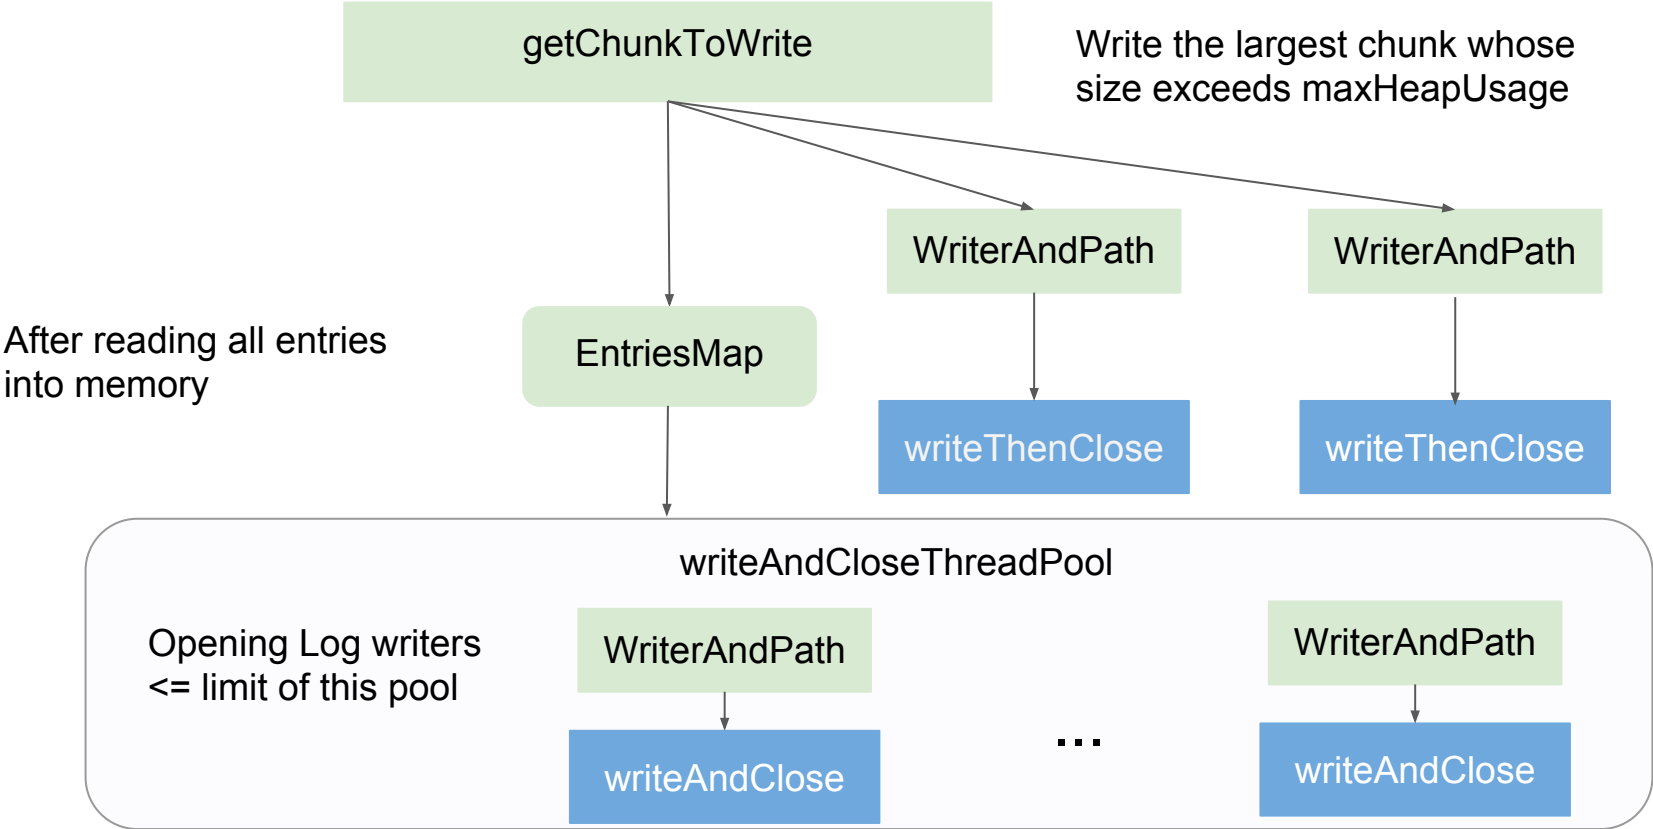 getChunkToWrite
Write the largest chunk whose
size exceeds maxHeapUsage
WriterAndPath
WriterAndPath
After reading all entries
into memory
EntriesMap
writeThenClose
writeThenClose
writeAndCloseThreadPool
Opening Log writers
<= limit of this pool
WriterAndPath
WriterAndPath
...
writeAndClose
writeAndClose